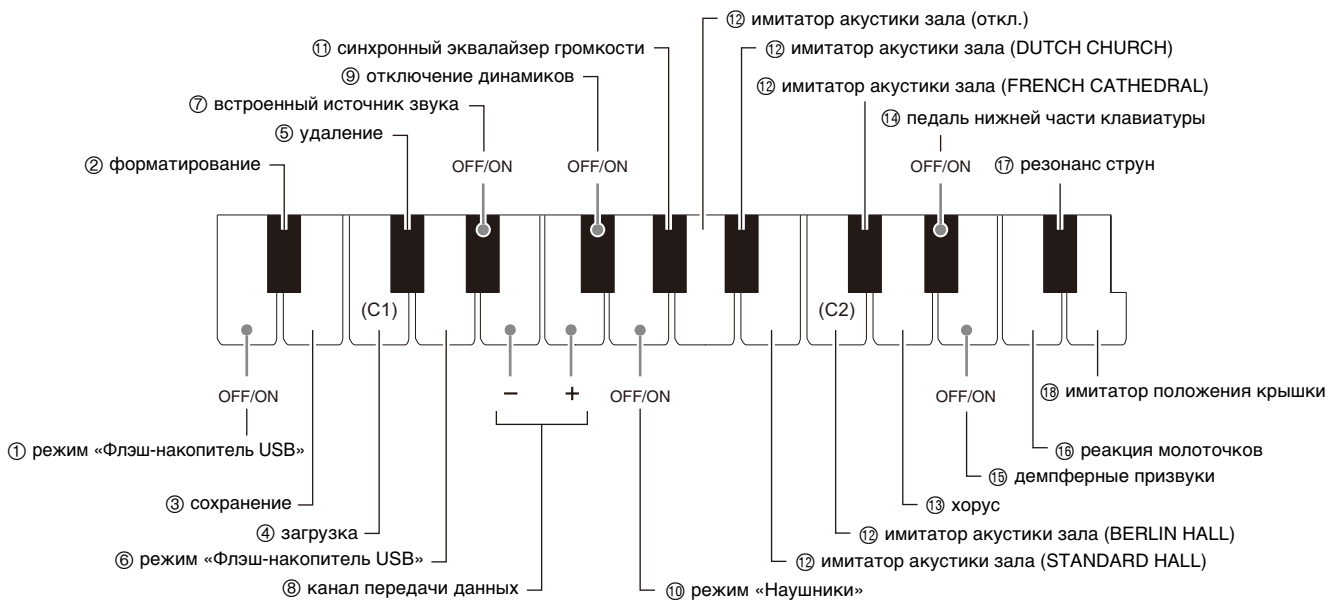 ⑫ имитатор акустики зала (откл.)
⑪ синхронный эквалайзер громкости
⑫ имитатор акустики зала (DUTCH CHURCH)
⑨ отключение динамиков
⑫ имитатор акустики зала (FRENCH CATHEDRAL)
⑦ встроенный источник звука
⑭ педаль нижней части клавиатуры
⑤ удаление
② форматирование
OFF/ON
OFF/ON
OFF/ON
⑰ резонанс струн
(C1)
(C2)
OFF/ON
–
+
OFF/ON
OFF/ON
⑱ имитатор положения крышки
① режим «Флэш-накопитель USB»
⑯ реакция молоточков
⑮ демпферные призвуки
③ сохранение
⑬ хорус
④ загрузка
⑫ имитатор акустики зала (BERLIN HALL)
⑥ режим «Флэш-накопитель USB»
⑫ имитатор акустики зала (STANDARD HALL)
⑧ канал передачи данных
⑩ режим «Наушники»